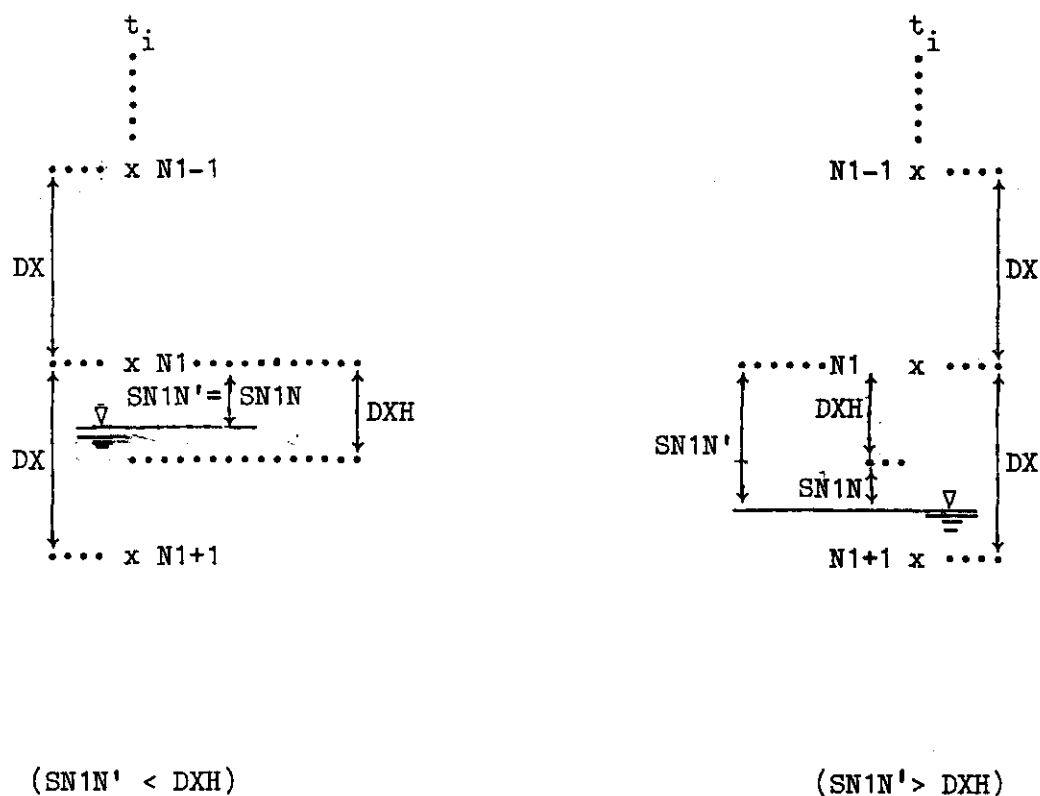 t_i t_i
x N1-1 N1-1 x
DX DX
x N1 N1 x
SN1N'= SN1N DXH DXH
SN1N'
DX DX
SN1N
x N1+1 N1+1 x
(SN1N' < DXH) (SN1N'> DXH)